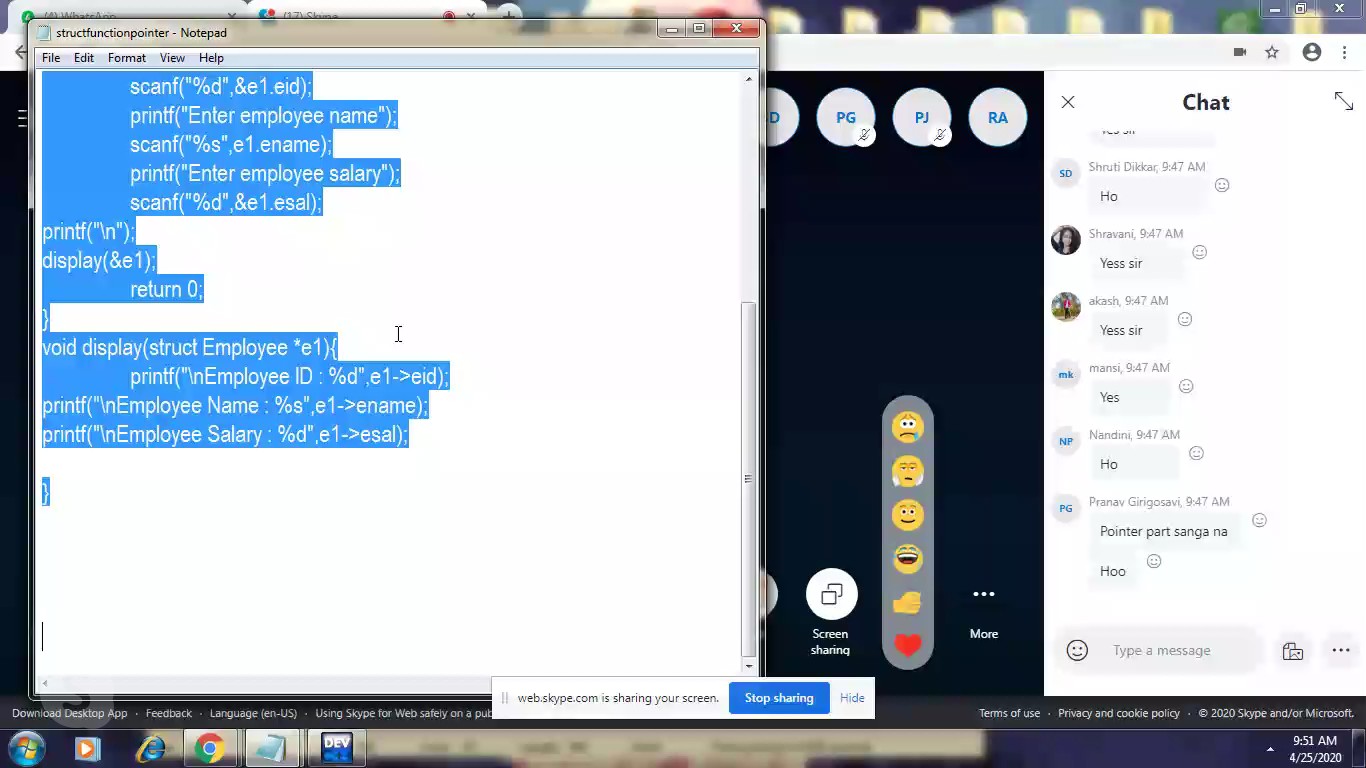 (4) WhatsApp
(17) Skype
structfunctionpointer - Notepad
File Edit Format View Help
scanf("%d",&e1.eid);
printf("Enter employee name");
scanf("%s",e1.ename);
printf("Enter employee salary");
scanf("%d",&e1.esal);
printf("\n");
display(&e1);
return 0;
}
void display(struct Employee *e1){
printf("\nEmployee ID : %d",e1->eid);
printf("\nEmployee Name : %s",e1->ename);
printf("\nEmployee Salary : %d",e1->esal);
}
D PG PJ RA
Screen
sharing
More
Chat
Yes sir
SD Shruti Dikkar, 9:47 AM
Ho
Shravani, 9:47 AM
Yess sir
akash, 9:47 AM
Yess sir
mk mansi, 9:47 AM
Yes
NP Nandini, 9:47 AM
Ho
PG Pranav Girigosavi, 9:47 AM
Pointer part sanga na
Hoo
Type a message
web.skype.com is sharing your screen. Stop sharing Hide
Download Desktop App · Feedback · Language (en-US) · Using Skype for Web safely on a pub
Terms of use · Privacy and cookie policy · © 2020 Skype and/or Microsoft.
DEV
9:51 AM
4/25/2020